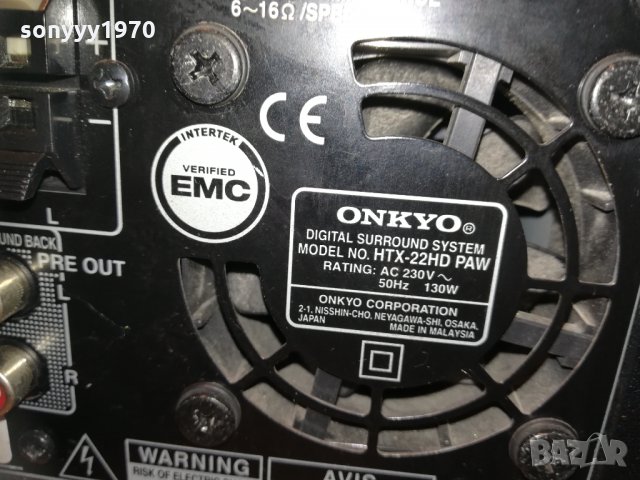 sonyyy1970
6~16Ω /SP
+
−
L
INTERTEK
VERIFIED
EMC
CE
ONKYO®
DIGITAL SURROUND SYSTEM
MODEL NO. HTX-22HD PAW
RATING: AC 230V ~
50Hz 130W
ONKYO CORPORATION
2-1, NISSHIN-CHO, NEYAGAWA-SHI, OSAKA,
JAPAN MADE IN MALAYSIA
UND BACK
PRE OUT
L
R
WARNING
RISK OF ELECTRIC
AVIS
BAZAR